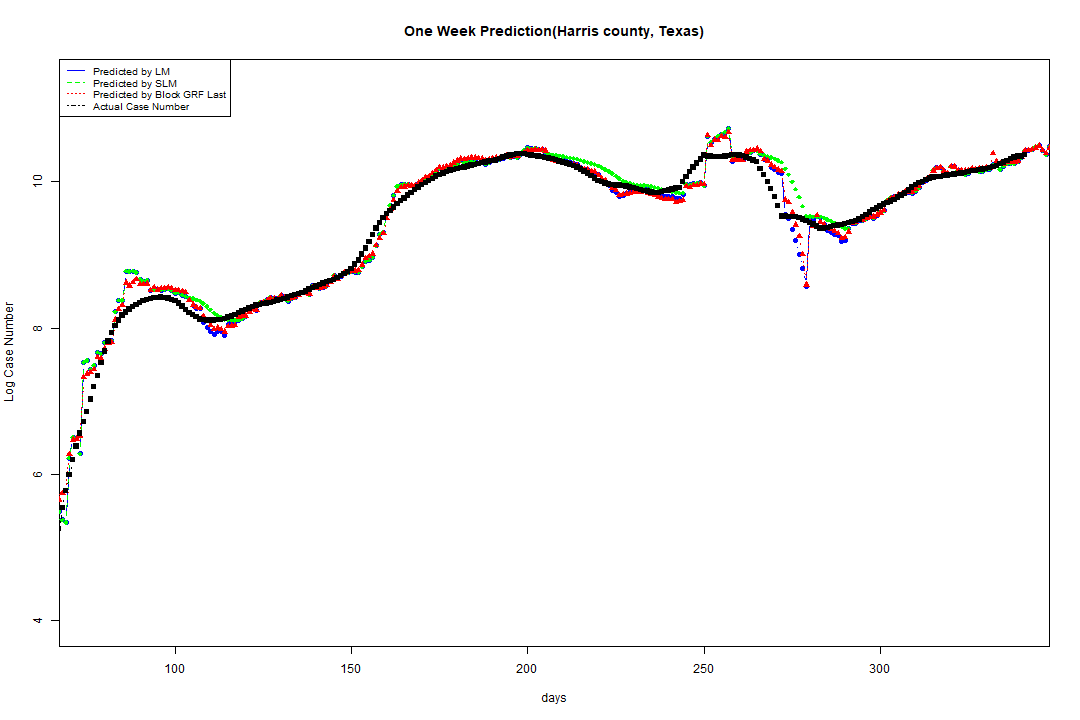 One Week Prediction(Harris county, Texas)
Predicted by LM
Predicted by SLM
Predicted by Block GRF Last
Actual Case Number
10
8
6
4
Log Case Number
100 150 200 250 300
days